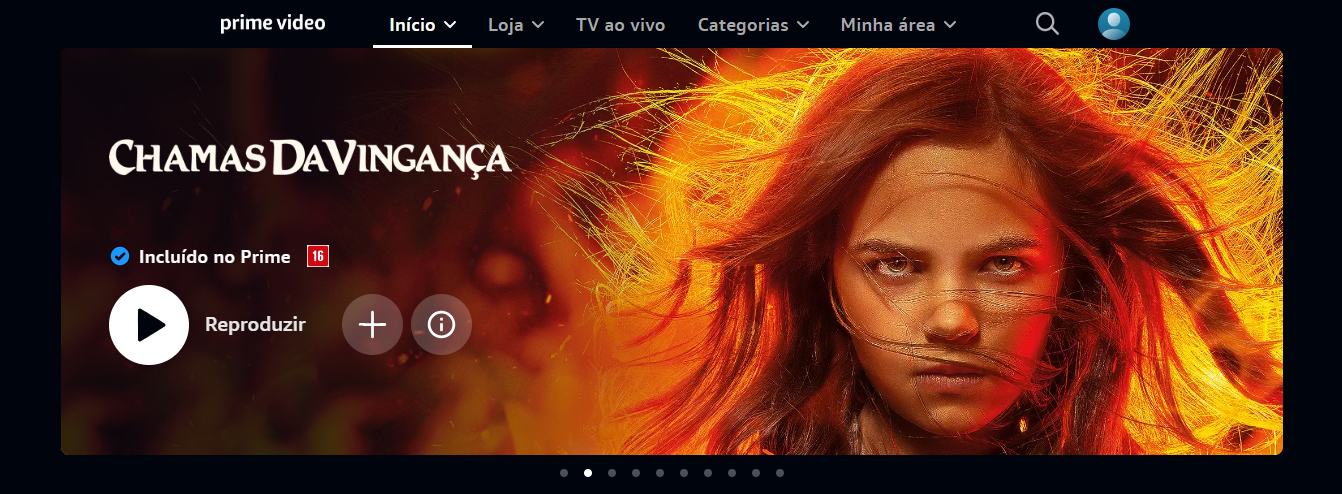 prime video Início Loja TV ao vivo Categorias Minha área
CHAMAS DA VINGANÇA
Incluído no Prime 16
Reproduzir